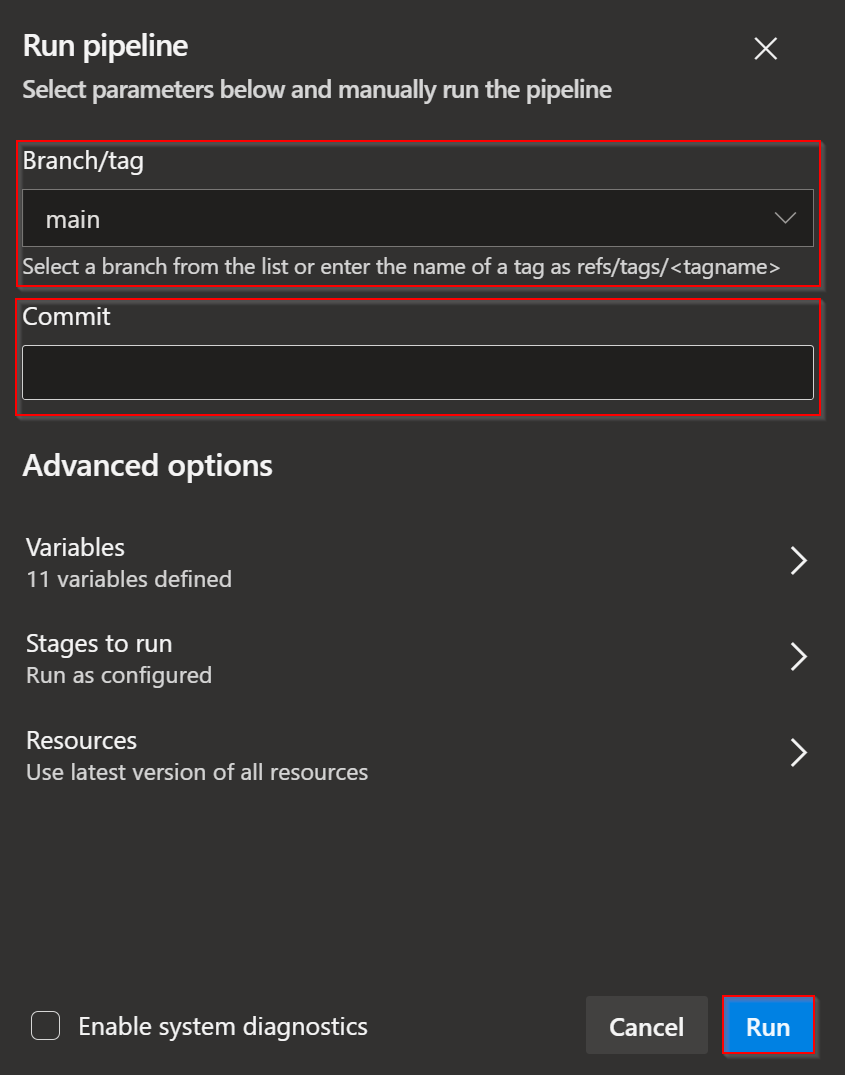 Run pipeline
Select parameters below and manually run the pipeline
Branch/tag
main
Select a branch from the list or enter the name of a tag as refs/tags/<tagname>
Commit
Advanced options
Variables
11 variables defined
Stages to run
Run as configured
Resources
Use latest version of all resources
Enable system diagnostics
Cancel
Run